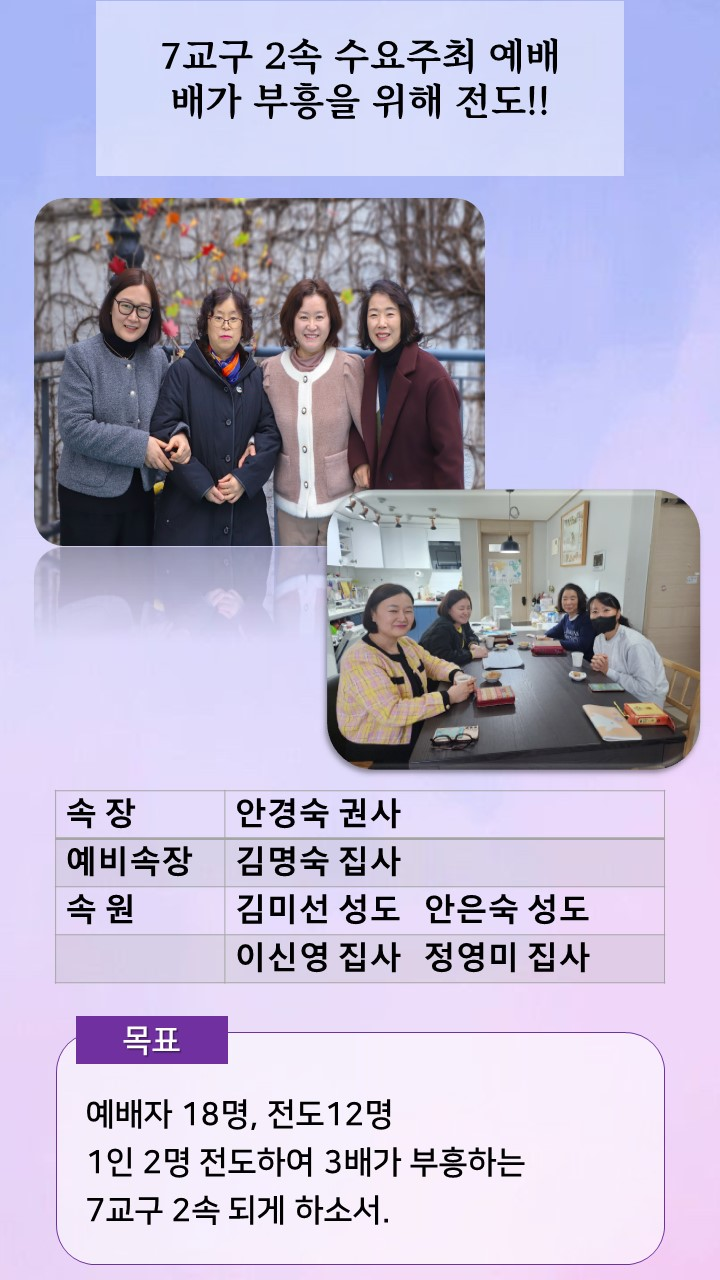 7교구 2속 수요주최 예배
배가 부흥을 위해 전도!!
속 장 안경숙 권사
예비속장 김명숙 집사
속 원 김미선 성도 안은숙 성도
이신영 집사 정영미 집사
목표
예배자 18명, 전도12명
1인 2명 전도하여 3배가 부흥하는
7교구 2속 되게 하소서.